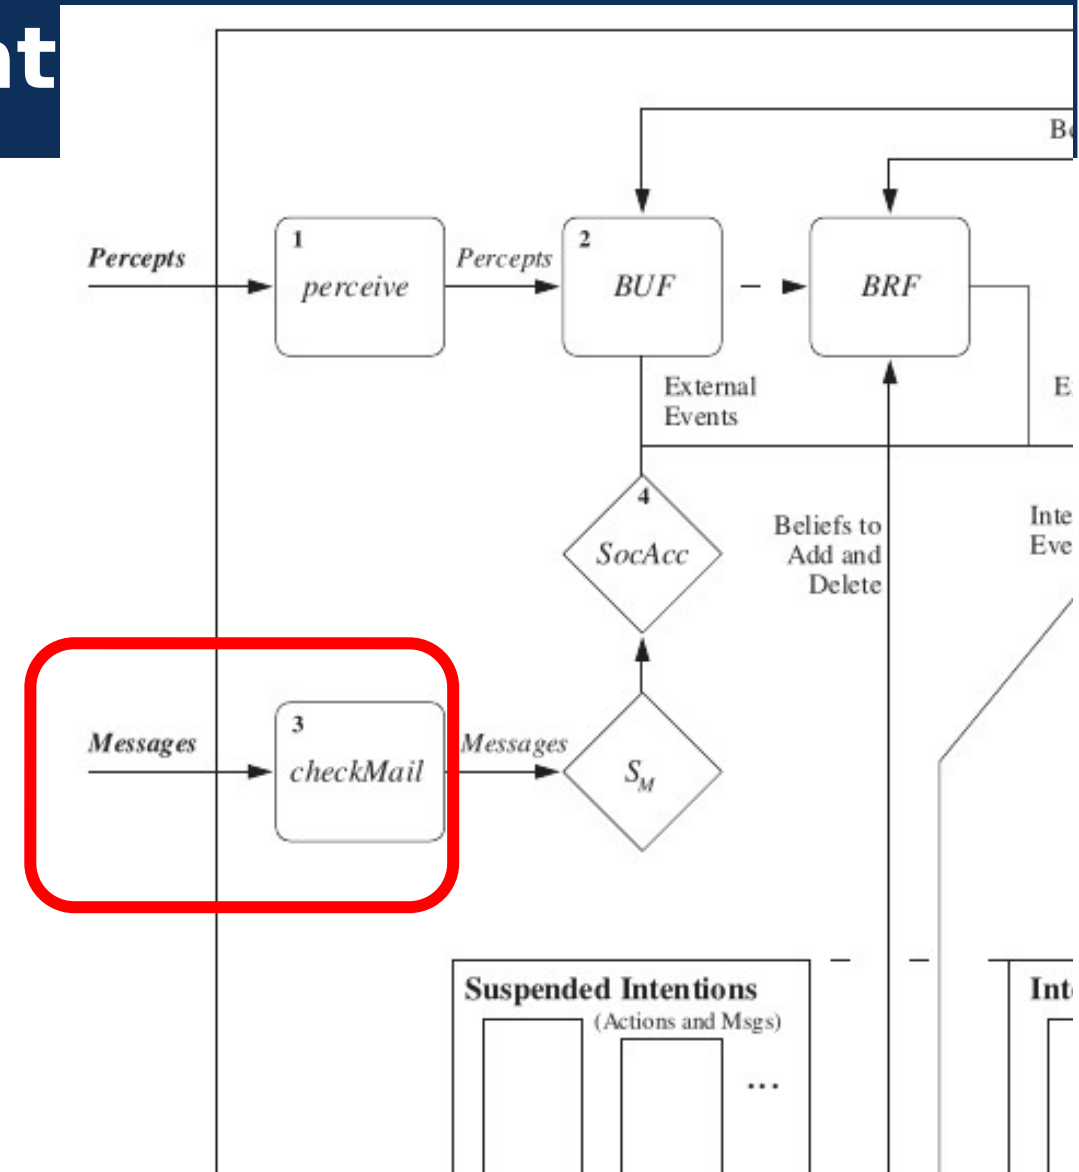 nt
1
Percepts
perceive
Percepts
2
BUF
BRF
External
Events
4
SocAcc
Beliefs to
Add and
Delete
3
Messages
checkMail
Messages
SM
Suspended Intentions
(Actions and Msgs)
...